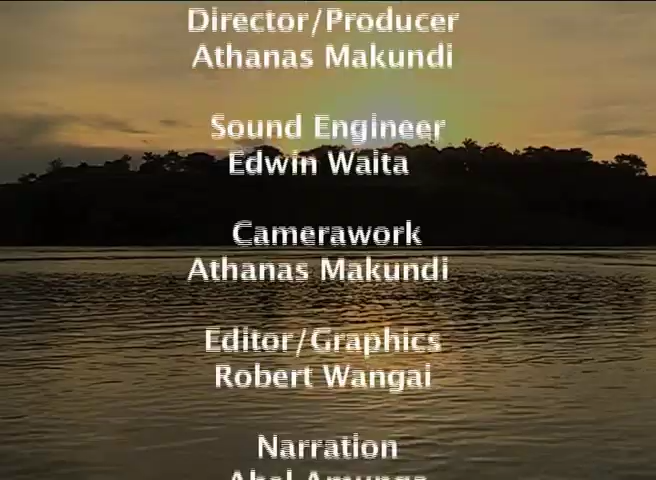 Director/Producer
Athanas Makundi
Sound Engineer
Edwin Waita
Camerawork
Athanas Makundi
Editor/Graphics
Robert Wangai
Narration